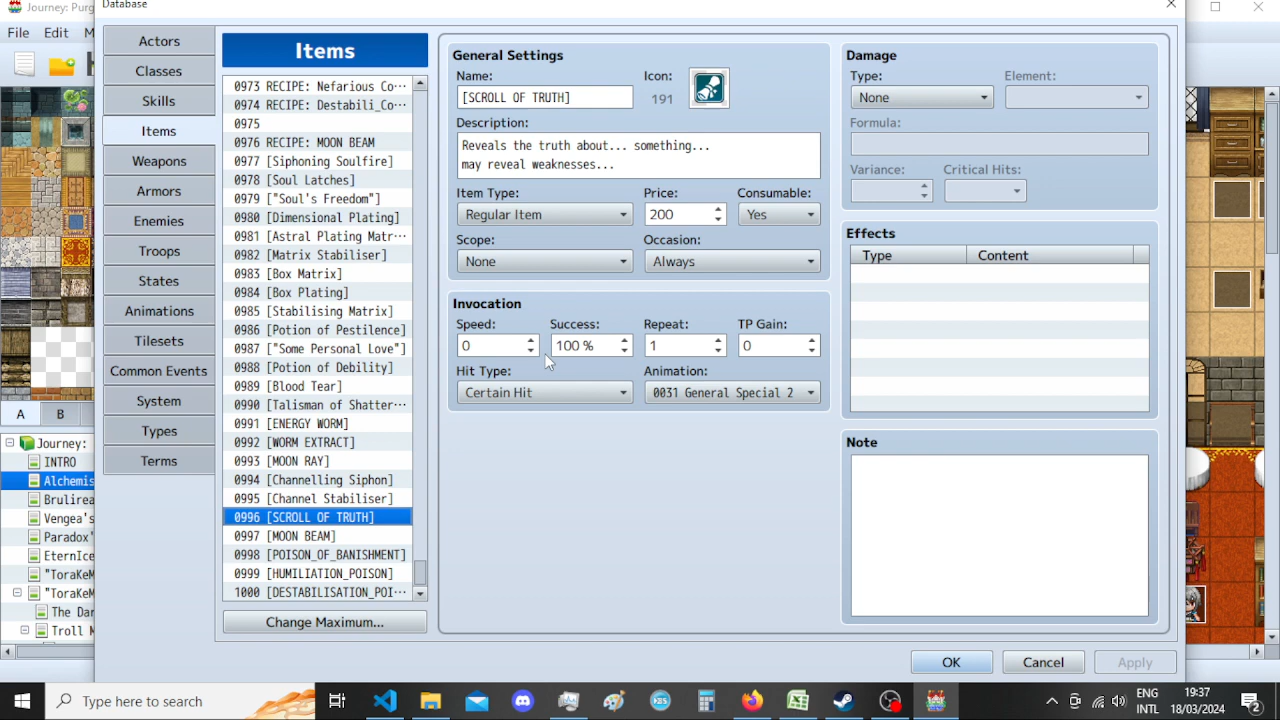 Journey: Purg
Database
File Edit M
Actors
Classes
Skills
Items
Weapons
Armors
Enemies
Troops
States
Animations
Tilesets
Common Events
System
Types
Terms
A B
Journey:
INTRO
Alchemis
Brulirea
Vengea's
Paradox'
EternIce
"ToraKeM
"ToraKeM
The Dar
Troll M
Items
0973 RECIPE: Nefarious Co···
0974 RECIPE: Destabili_Co···
0975
0976 RECIPE: MOON BEAM
0977 [Siphoning Soulfire]
0978 [Soul Latches]
0979 ["Soul's Freedom"]
0980 [Dimensional Plating]
0981 [Astral Plating Matr···
0982 [Matrix Stabiliser]
0983 [Box Matrix]
0984 [Box Plating]
0985 [Stabilising Matrix]
0986 [Potion of Pestilence]
0987 ["Some Personal Love"]
0988 [Potion of Debility]
0989 [Blood Tear]
0990 [Talisman of Shatter···
0991 [ENERGY WORM]
0992 [WORM EXTRACT]
0993 [MOON RAY]
0994 [Channelling Siphon]
0995 [Channel Stabiliser]
0996 [SCROLL OF TRUTH]
0997 [MOON BEAM]
0998 [POISON_OF_BANISHMENT]
0999 [HUMILIATION_POISON]
1000 [DESTABILISATION_POI···
Change Maximum...
General Settings
Name: Icon:
[SCROLL OF TRUTH] 191
Description:
Reveals the truth about... something...
may reveal weaknesses...
Item Type: Price: Consumable:
Regular Item 200 Yes
Scope: Occasion:
None Always
Invocation
Speed: Success: Repeat: TP Gain:
0 100 % 1 0
Hit Type: Animation:
Certain Hit 0031 General Special 2
Damage
Type: Element:
None
Formula:
Variance: Critical Hits:
Effects
Type Content
Note
OK Cancel Apply
Type here to search
ENG 19:37
INTL 18/03/2024
2